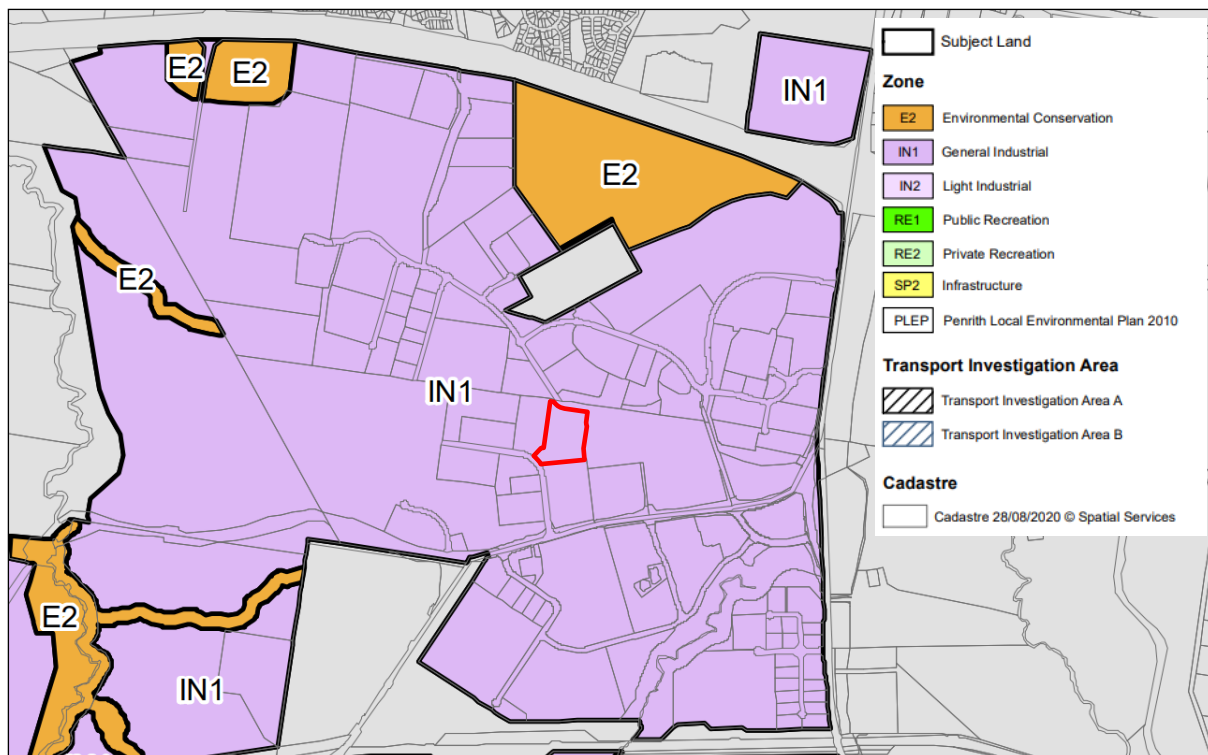 E2
E2
IN1
E2
E2
IN1
E2
IN1
Subject Land
Zone
E2 Environmental Conservation
IN1 General Industrial
IN2 Light Industrial
RE1 Public Recreation
RE2 Private Recreation
SP2 Infrastructure
PLEP Penrith Local Environmental Plan 2010
Transport Investigation Area
Transport Investigation Area A
Transport Investigation Area B
Cadastre
Cadastre 28/08/2020 © Spatial Services